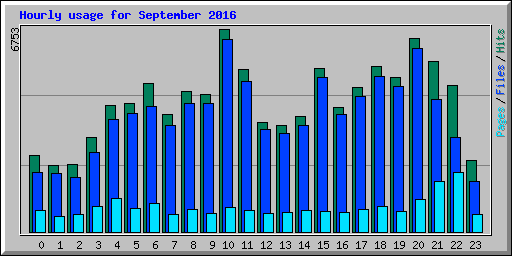 Hourly usage for September 2016
6753
Pages/Files/Hits
0 1 2 3 4 5 6 7 8 9 10 11 12 13 14 15 16 17 18 19 20 21 22 23